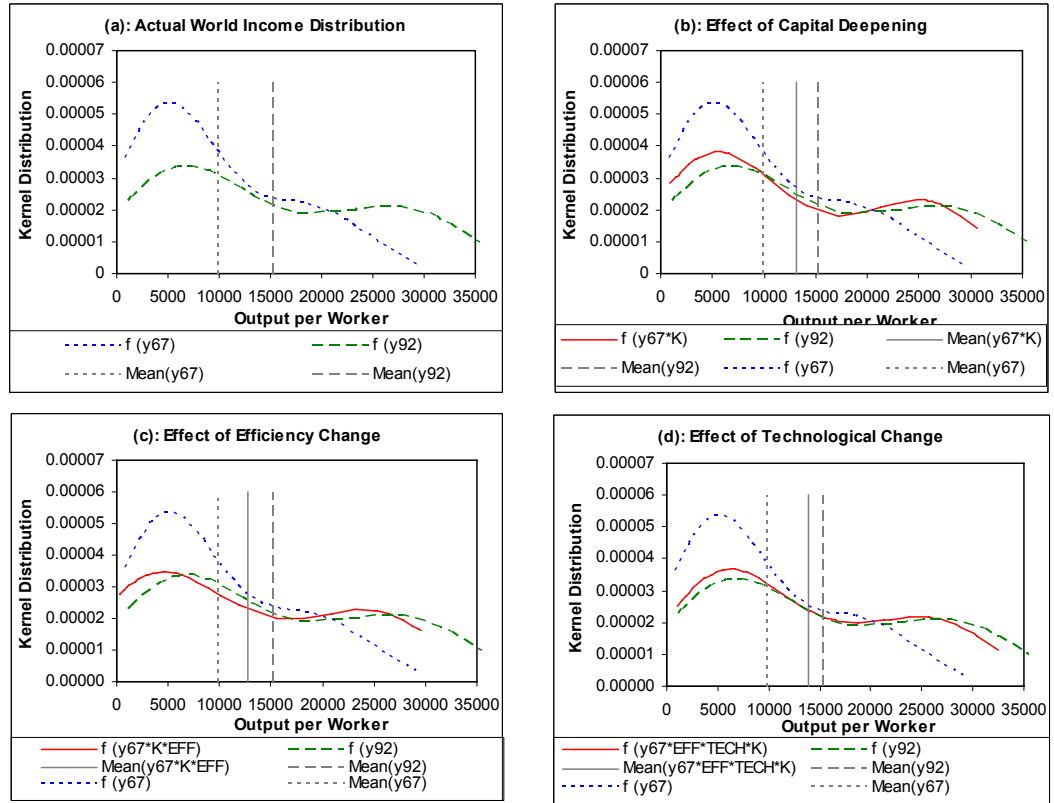 (a): Actual World Income Distribution
Kernel Distribution
0.00007
0.00006
0.00005
0.00004
0.00003
0.00002
0.00001
0
0 5000 10000 15000 20000 25000 30000 35000
Output per Worker
f (y67) f (y92)
Mean(y67) Mean(y92)
(b): Effect of Capital Deepening
Kernel Distribution
0.00007
0.00006
0.00005
0.00004
0.00003
0.00002
0.00001
0
0 5000 10000 15000 20000 25000 30000 35000
Output per Worker
f (y67*K) f (y92) Mean(y67*K)
Mean(y92) f (y67) Mean(y67)
(c): Effect of Efficiency Change
Kernel Distribution
0.00007
0.00006
0.00005
0.00004
0.00003
0.00002
0.00001
0.00000
0 5000 10000 15000 20000 25000 30000 35000
Output per Worker
f (y67*K*EFF) f (y92)
Mean(y67*K*EFF) Mean(y92)
f (y67) Mean(y67)
(d): Effect of Technological Change
Kernel Distribution
0.00007
0.00006
0.00005
0.00004
0.00003
0.00002
0.00001
0.00000
0 5000 10000 15000 20000 25000 30000 35000
Output per Worker
f (y67*EFF*TECH*K) f (y92)
Mean(y67*EFF*TECH*K) Mean(y92)
f (y67) Mean(y67)